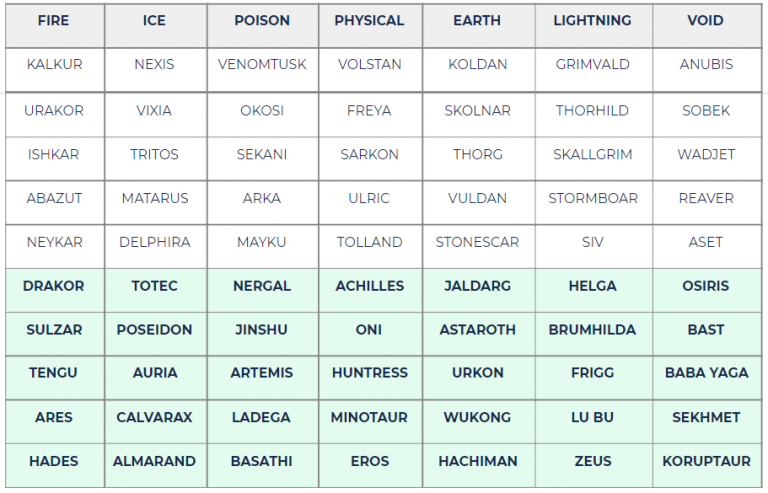 FIRE ICE POISON PHYSICAL EARTH LIGHTNING VOID
KALKUR NEXIS VENOMTUSK VOLSTAN KOLDAN GRIMVALD ANUBIS
URAKOR VIXIA OKOSI FREYA SKOLNAR THORHILD SOBEK
ISHKAR TRITOS SEKANI SARKON THORG SKALLGRIM WADJET
ABAZUT MATARUS ARKA ULRIC VULDAN STORMBOAR REAVER
NEYKAR DELPHIRA MAYKU TOLLAND STONESCAR SIV ASET
DRAKOR TOTEC NERGAL ACHILLES JALDARG HELGA OSIRIS
SULZAR POSEIDON JINSHU ONI ASTAROTH BRUMHILDA BAST
TENGU AURIA ARTEMIS HUNTRESS URKON FRIGG BABA YAGA
ARES CALVARAX LADEGA MINOTAUR WUKONG LU BU SEKHMET
HADES ALMARAND BASATHI EROS HACHIMAN ZEUS KORUPTAUR